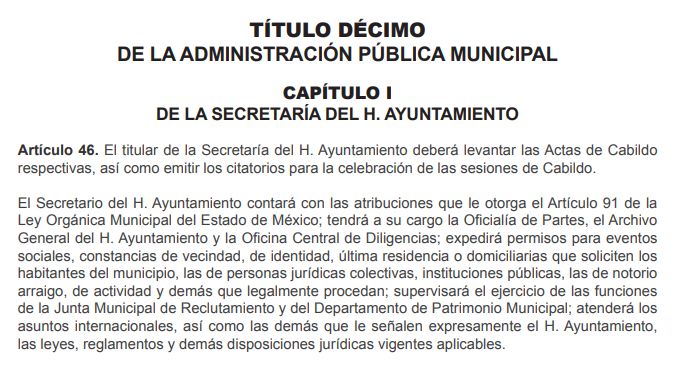 TÍTULO DÉCIMO
DE LA ADMINISTRACIÓN PÚBLICA MUNICIPAL
CAPÍTULO I
DE LA SECRETARÍA DEL H. AYUNTAMIENTO
Artículo 46. El titular de la Secretaría del H. Ayuntamiento deberá levantar las Actas de Cabildo
respectivas, así como emitir los citatorios para la celebración de las sesiones de Cabildo.
El Secretario del H. Ayuntamiento contará con las atribuciones que le otorga el Artículo 91 de la
Ley Orgánica Municipal del Estado de México; tendrá a su cargo la Oficialía de Partes, el Archivo
General del H. Ayuntamiento y la Oficina Central de Diligencias; expedirá permisos para eventos
sociales, constancias de vecindad, de identidad, última residencia o domiciliarias que soliciten los
habitantes del municipio, las de personas jurídicas colectivas, instituciones públicas, las de notorio
arraigo, de actividad y demás que legalmente procedan; supervisará el ejercicio de las funciones
de la Junta Municipal de Reclutamiento y del Departamento de Patrimonio Municipal; atenderá los
asuntos internacionales, así como las demás que le señalen expresamente el H. Ayuntamiento,
las leyes, reglamentos y demás disposiciones jurídicas vigentes aplicables.